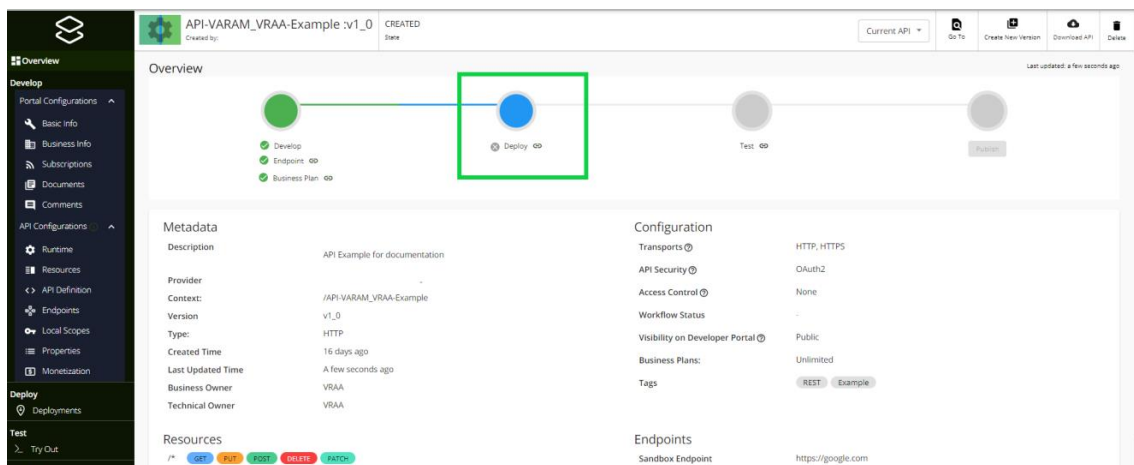 API-VARAM_VRAA-Example :v1_0
Created by:
CREATED
State
Current API
Go To
Create New Version
Download API
Delete
Overview
Develop
Portal Configurations
Basic Info
Business Info
Subscriptions
Documents
Comments
API Configurations
Runtime
Resources
API Definition
Endpoints
Local Scopes
Properties
Monetization
Deploy
Deployments
Test
Try Out
Overview
Last updated: a few seconds ago
Develop
Endpoint
Business Plan
Deploy
Test
Publish
Metadata
Description API Example for documentation
Provider -
Context: /API-VARAM_VRAA-Example
Version v1_0
Type: HTTP
Created Time 16 days ago
Last Updated Time A few seconds ago
Business Owner VRAA
Technical Owner VRAA
Resources
/* GET PUT POST DELETE PATCH
Configuration
Transports HTTP, HTTPS
API Security OAuth2
Access Control None
Workflow Status -
Visibility on Developer Portal Public
Business Plans: Unlimited
Tags REST Example
Endpoints
Sandbox Endpoint https://google.com